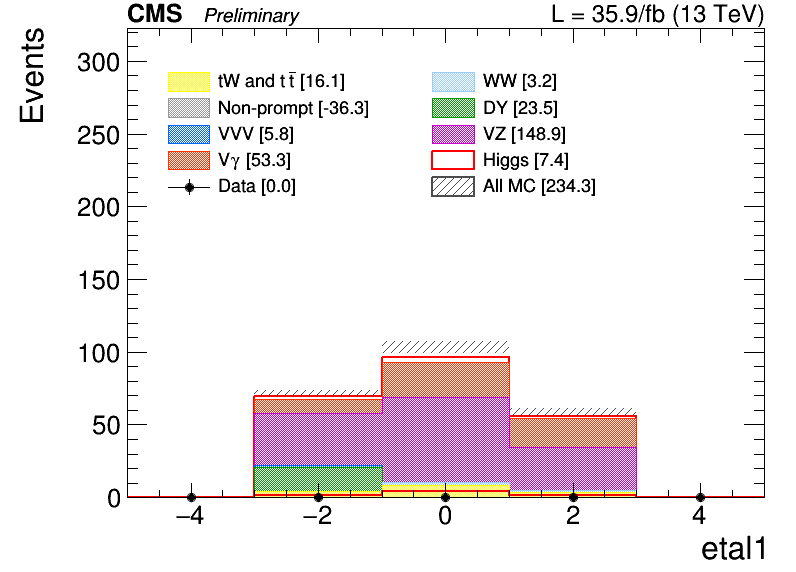 CMS Preliminary L = 35.9/fb (13 TeV)
Events
300
250
200
150
100
50
0
tW and t t̄ [16.1] WW [3.2]
Non-prompt [-36.3] DY [23.5]
VVV [5.8] VZ [148.9]
Vγ [53.3] Higgs [7.4]
Data [0.0] All MC [234.3]
−4 −2 0 2 4
etal1